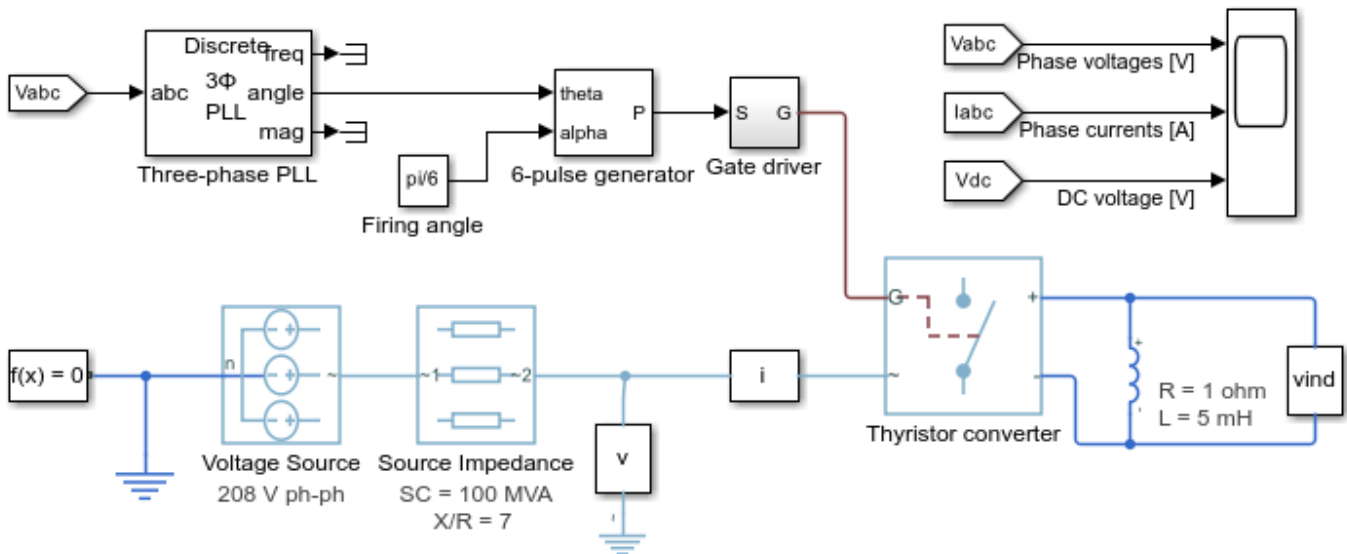 Vabc
Discrete
3Φ
PLL
abc
freq
angle
mag
Three-phase PLL
pi/6
Firing angle
theta
alpha
P
6-pulse generator
S
G
Gate driver
Vabc
Phase voltages [V]
Iabc
Phase currents [A]
Vdc
DC voltage [V]
f(x) = 0
n
~
Voltage Source
208 V ph-ph
~1
~2
Source Impedance
SC = 100 MVA
X/R = 7
v
~
i
G
~
+
-
Thyristor converter
+
-
R = 1 ohm
L = 5 mH
vind